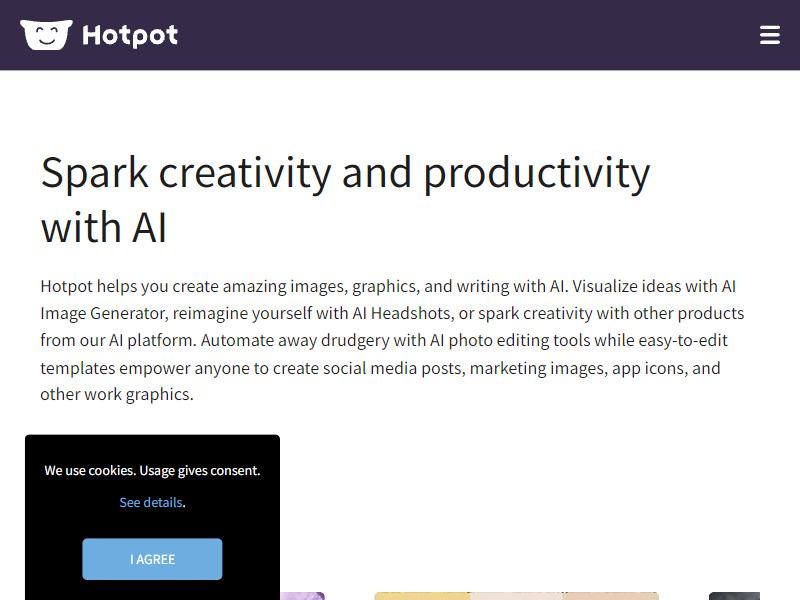 Hotpot
Spark creativity and productivity
with AI
Hotpot helps you create amazing images, graphics, and writing with AI. Visualize ideas with AI
Image Generator, reimagine yourself with AI Headshots, or spark creativity with other products
from our AI platform. Automate away drudgery with AI photo editing tools while easy-to-edit
templates empower anyone to create social media posts, marketing images, app icons, and
other work graphics.
We use cookies. Usage gives consent.
See details.
I AGREE